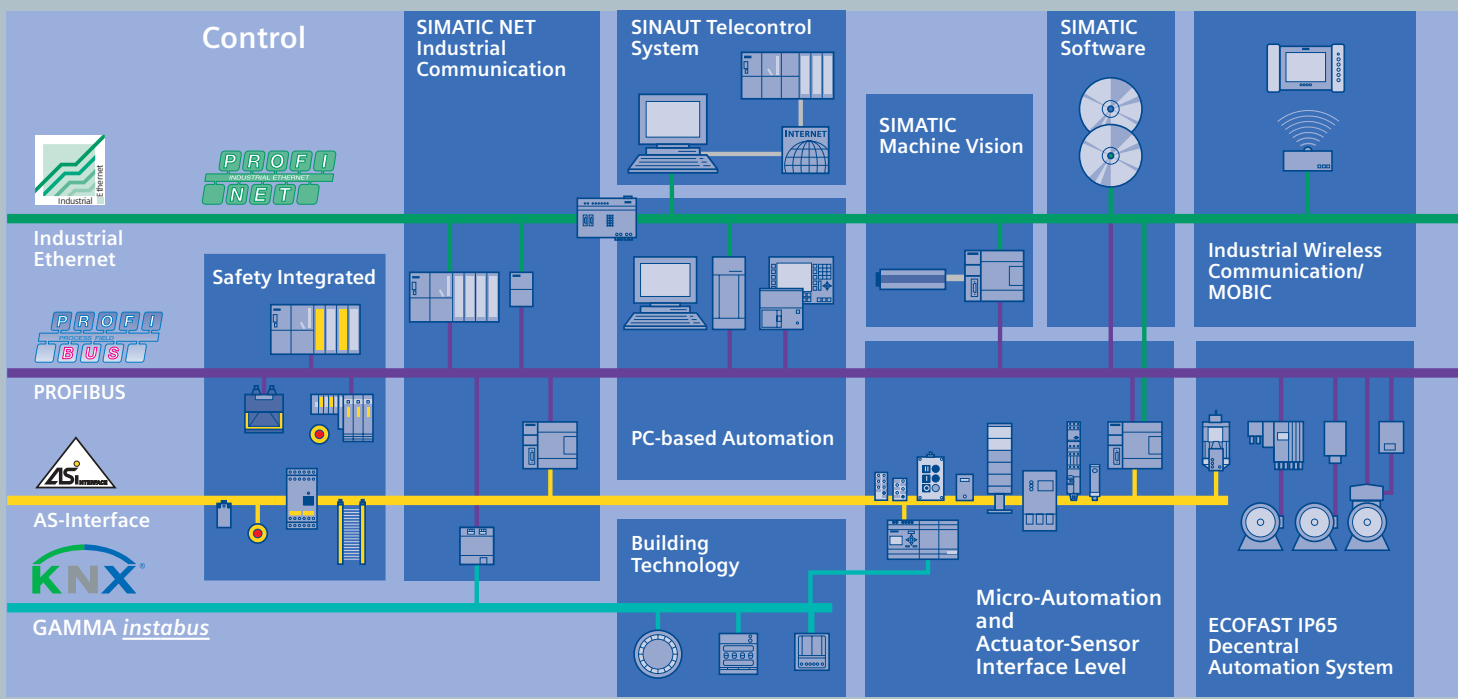 Control
SIMATIC NET
Industrial
Communication
SINAUT Telecontrol
System
INTERNET
SIMATIC
Machine Vision
SIMATIC
Software
Industrial
Ethernet
PROFI
INDUSTRIAL ETHERNET
NET
Industrial
Ethernet
Safety Integrated
Industrial Wireless
Communication/
MOBIC
PROFI
PROCESS FIELD
BUS
PROFIBUS
PC-based Automation
ASi
INTERFACE
AS-Interface
KNX®
GAMMA instabus
Building
Technology
Micro-Automation
and
Actuator-Sensor
Interface Level
ECOFAST IP65
Decentral
Automation System